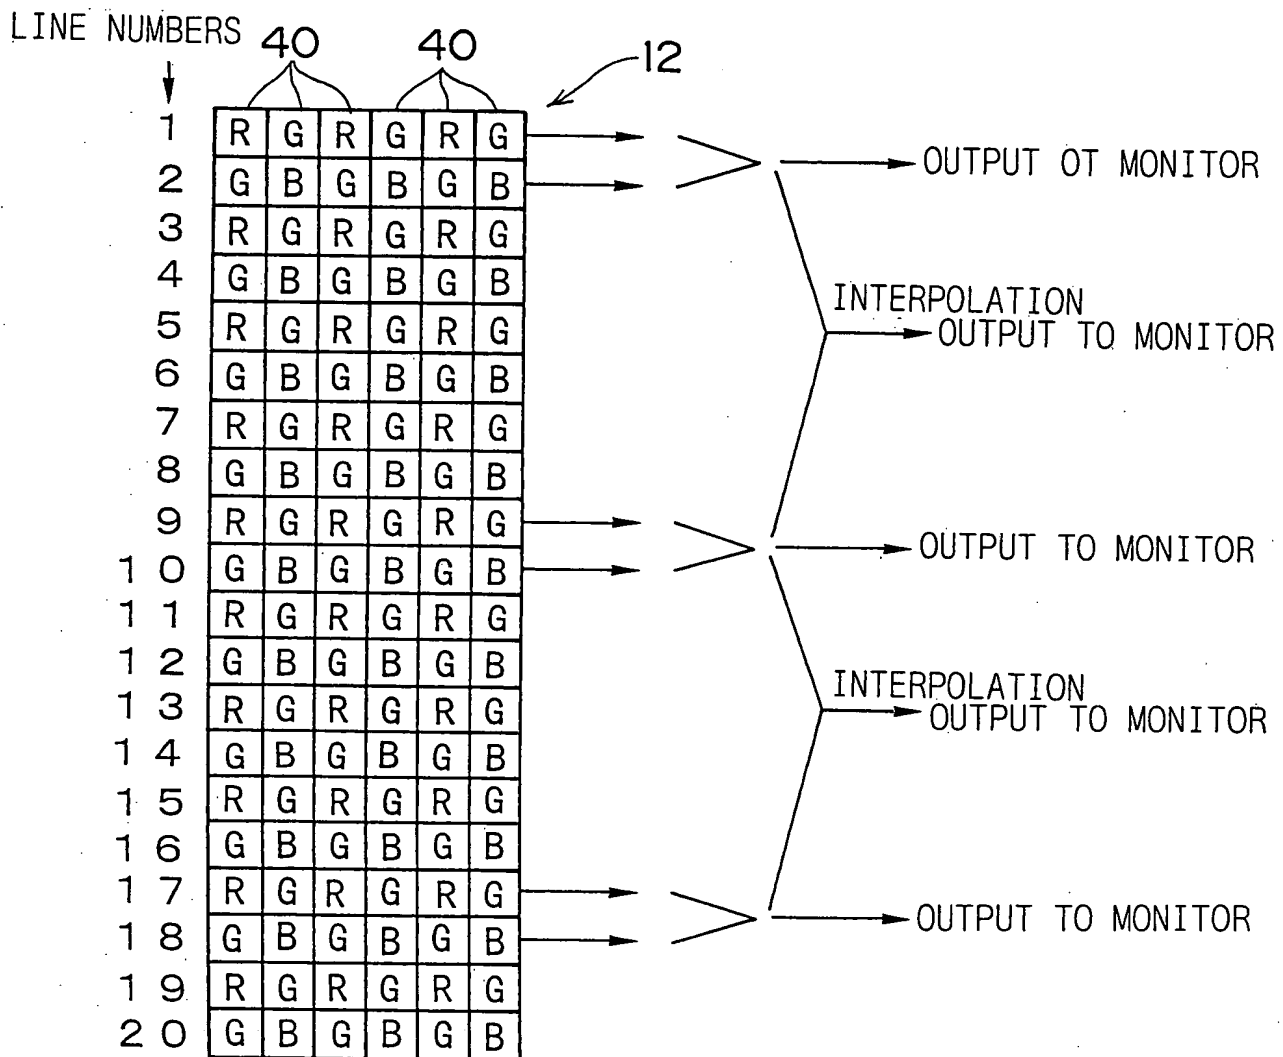 LINE NUMBERS 40 40 12
1 R G R G R G OUTPUT OT MONITOR
2 G B G B G B
3 R G R G R G
4 G B G B G B INTERPOLATION
5 R G R G R G OUTPUT TO MONITOR
6 G B G B G B
7 R G R G R G
8 G B G B G B
9 R G R G R G OUTPUT TO MONITOR
10 G B G B G B
11 R G R G R G
12 G B G B G B INTERPOLATION
13 R G R G R G OUTPUT TO MONITOR
14 G B G B G B
15 R G R G R G
16 G B G B G B
17 R G R G R G OUTPUT TO MONITOR
18 G B G B G B
19 R G R G R G
20 G B G B G B